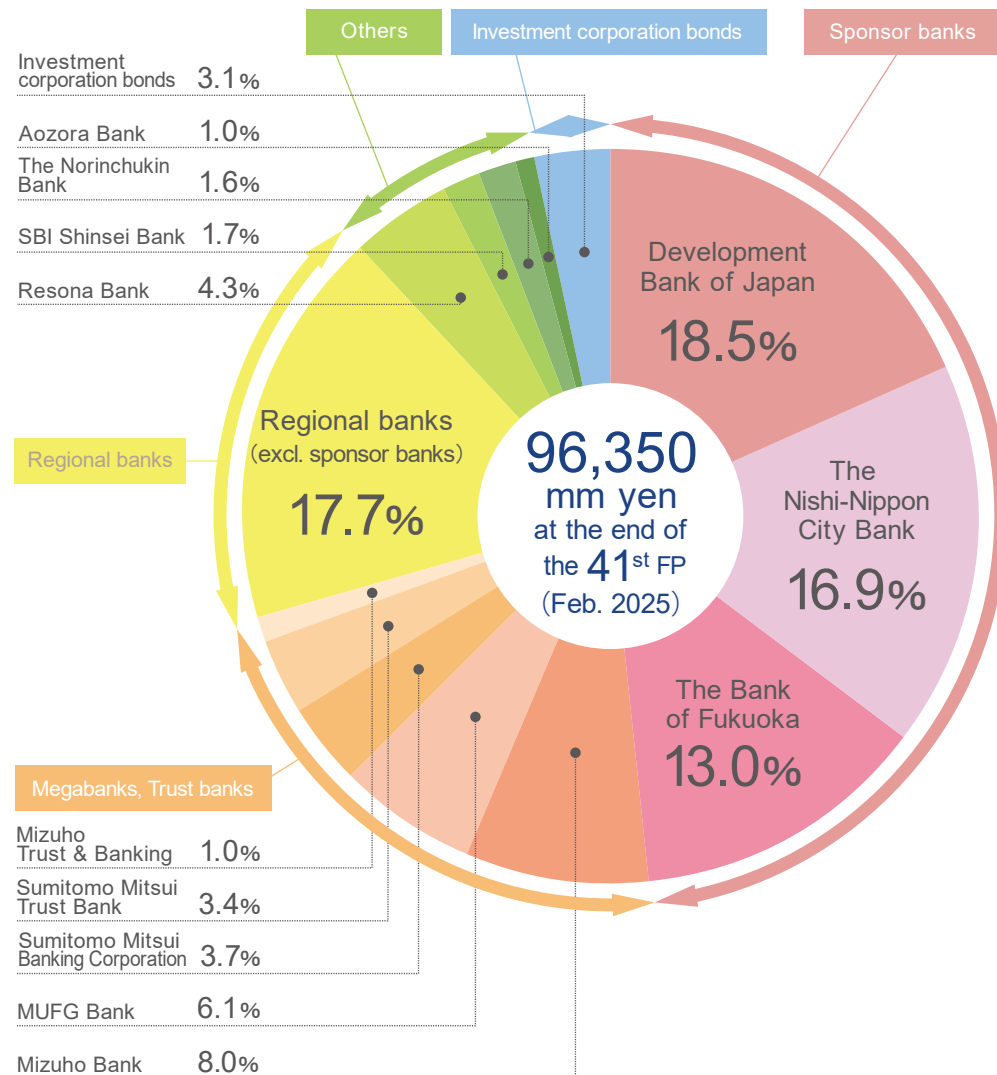 Others
Investment corporation bonds
Sponsor banks
Investment
corporation bonds 3.1%
Aozora Bank 1.0%
The Norinchukin
Bank 1.6%
SBI Shinsei Bank 1.7%
Resona Bank 4.3%
Development
Bank of Japan
18.5%
The
Nishi-Nippon
City Bank
16.9%
The Bank
of Fukuoka
13.0%
Regional banks
(excl. sponsor banks)
17.7%
96,350
mm yen
at the end of
the 41st FP
(Feb. 2025)
Regional banks
Megabanks, Trust banks
Mizuho
Trust & Banking 1.0%
Sumitomo Mitsui
Trust Bank 3.4%
Sumitomo Mitsui
Banking Corporation 3.7%
MUFG Bank 6.1%
Mizuho Bank 8.0%